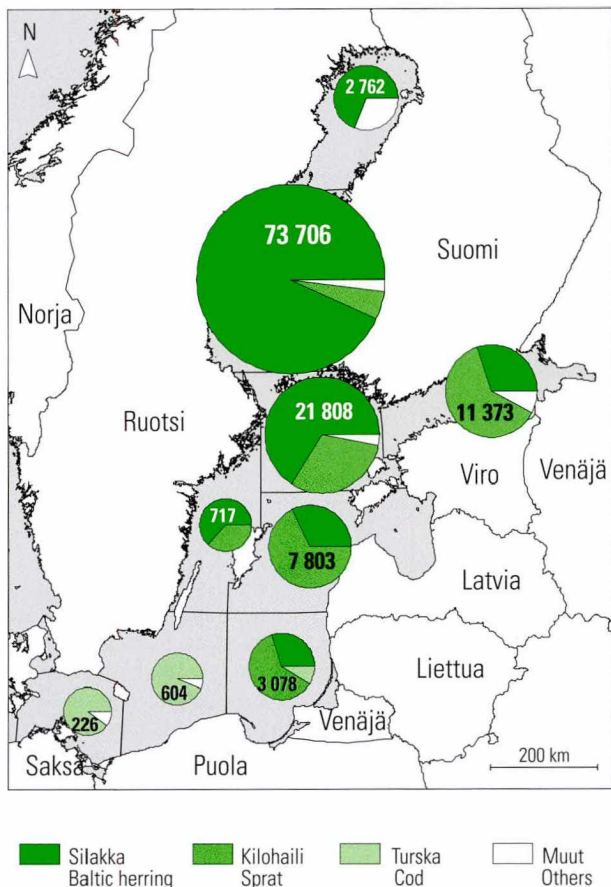 N
2 762
73 706
Suomi
Norja
11 373
21 808
Ruotsi
Viro
Venäjä
717
7 803
Latvia
Liettua
3 078
604
226
Venäjä
200 km
Saksa
Puola
Silakka
Baltic herring
Kilohaili
Sprat
Turska
Cod
Muut
Others